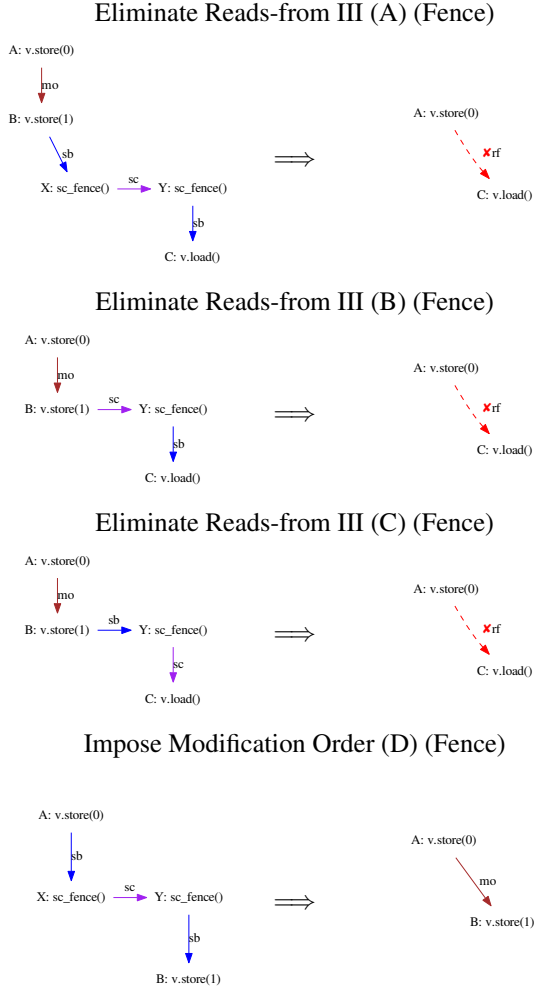 Eliminate Reads-from III (A) (Fence)
A: v.store(0)
mo
B: v.store(1)
sb
X: sc_fence()
sc
Y: sc_fence()
sb
C: v.load()
⟹
A: v.store(0)
✘rf
C: v.load()
Eliminate Reads-from III (B) (Fence)
A: v.store(0)
mo
B: v.store(1)
sc
Y: sc_fence()
sb
C: v.load()
⟹
A: v.store(0)
✘rf
C: v.load()
Eliminate Reads-from III (C) (Fence)
A: v.store(0)
mo
B: v.store(1)
sb
Y: sc_fence()
sc
C: v.load()
⟹
A: v.store(0)
✘rf
C: v.load()
Impose Modification Order (D) (Fence)
A: v.store(0)
sb
X: sc_fence()
sc
Y: sc_fence()
sb
B: v.store(1)
⟹
A: v.store(0)
mo
B: v.store(1)